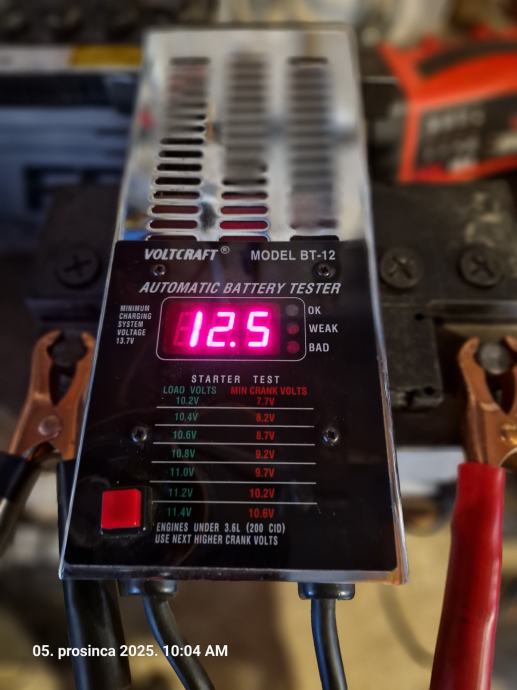 VOLTCRAFT® MODEL BT-12
AUTOMATIC BATTERY TESTER
MINIMUM
CHARGING
SYSTEM
VOLTAGE
13.7V
12.5
OK
WEAK
BAD
STARTER TEST
LOAD VOLTS MIN CRANK VOLTS
10.2V 7.7V
10.4V 8.2V
10.6V 8.7V
10.8V 9.2V
11.0V 9.7V
11.2V 10.2V
11.4V 10.6V
ENGINES UNDER 3.6L (200 CID)
USE NEXT HIGHER CRANK VOLTS
05. prosinca 2025. 10:04 AM